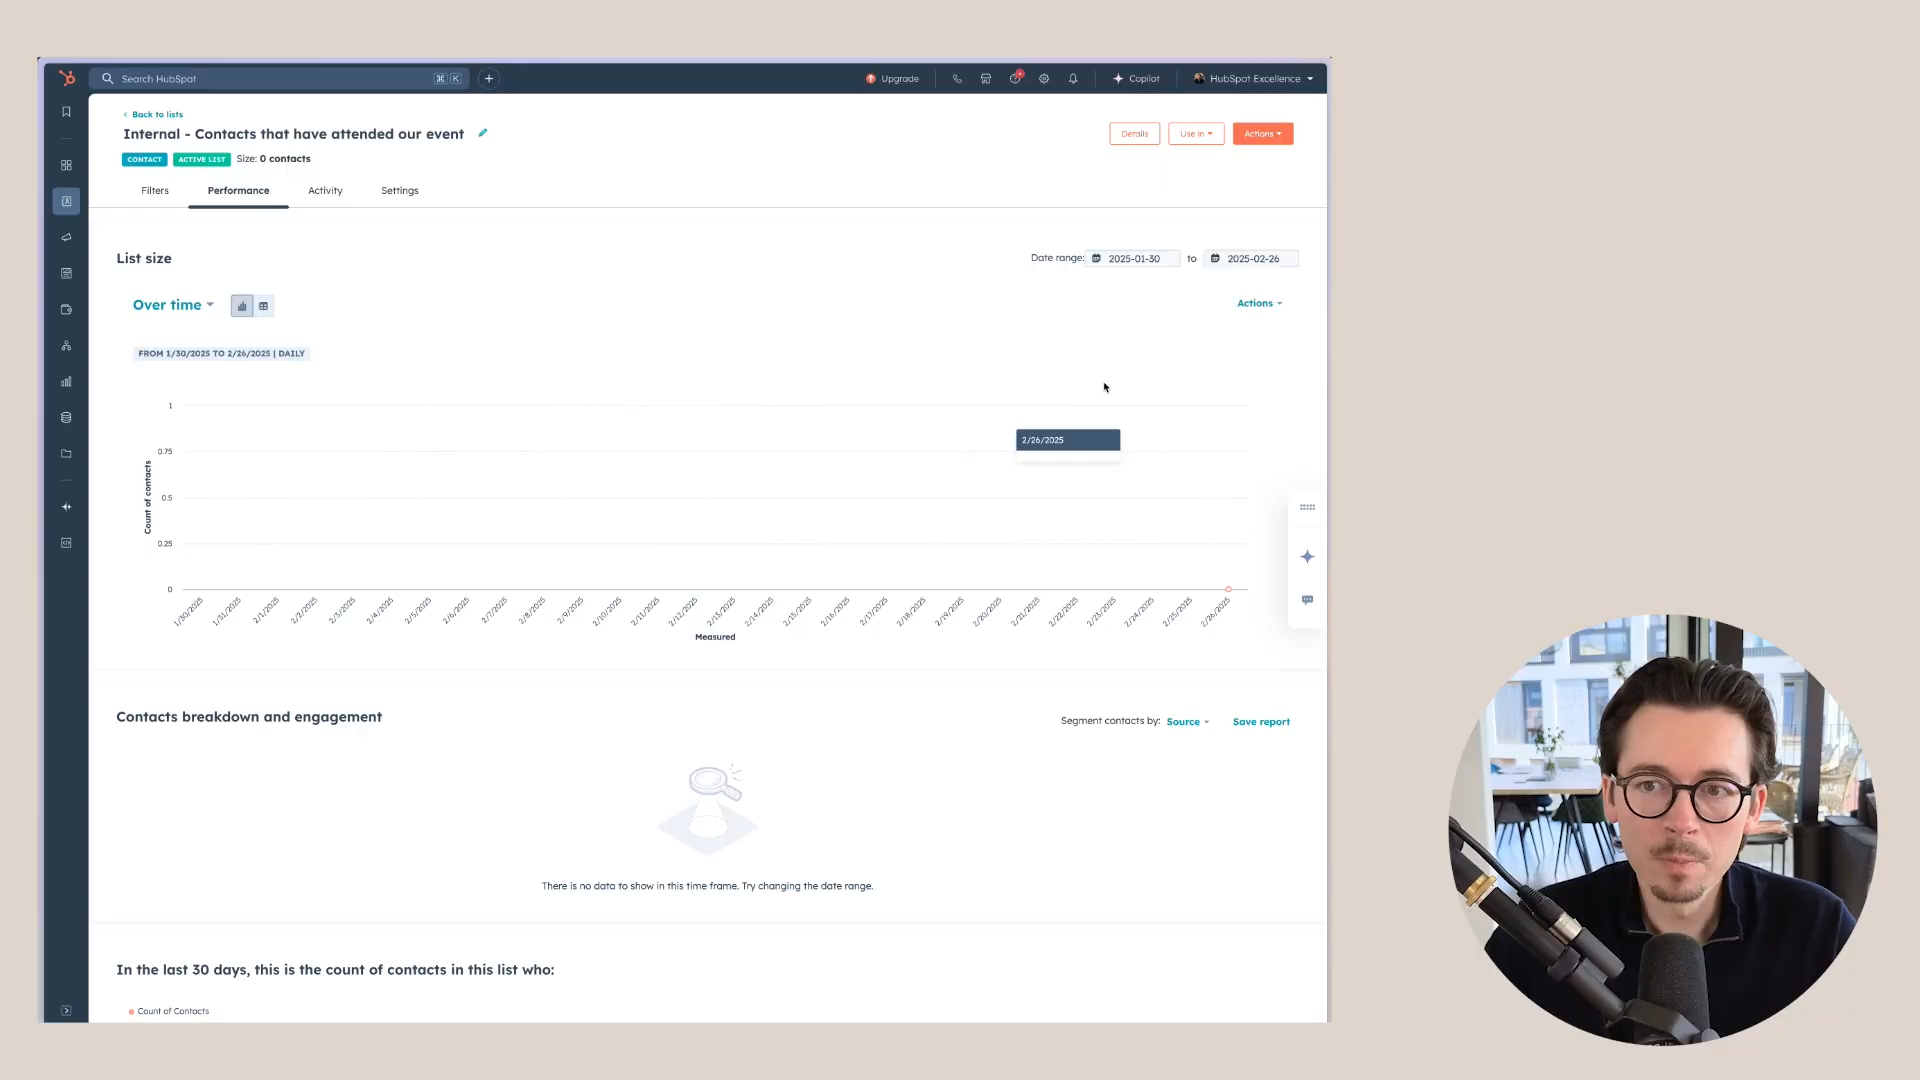 Search HubSpot
⌘ K
Upgrade
Copilot
HubSpot Excellence
Back to lists
Internal - Contacts that have attended our event
Details
Use in
Actions
CONTACT
ACTIVE LIST
Size: 0 contacts
Filters
Performance
Activity
Settings
List size
Date range:
2025-01-30
to
2025-02-26
Over time
Actions
FROM 1/30/2025 TO 2/26/2025 | DAILY
1
0.75
0.5
0.25
0
Count of contacts
2/26/2025
1/30/2025
1/31/2025
2/1/2025
2/2/2025
2/3/2025
2/4/2025
2/5/2025
2/6/2025
2/7/2025
2/8/2025
2/9/2025
2/10/2025
2/11/2025
2/12/2025
2/13/2025
2/14/2025
2/15/2025
2/16/2025
2/17/2025
2/18/2025
2/19/2025
2/20/2025
2/21/2025
2/22/2025
2/23/2025
2/24/2025
2/25/2025
2/26/2025
Measured
Contacts breakdown and engagement
Segment contacts by: Source
Save report
There is no data to show in this time frame. Try changing the date range.
In the last 30 days, this is the count of contacts in this list who:
Count of Contacts